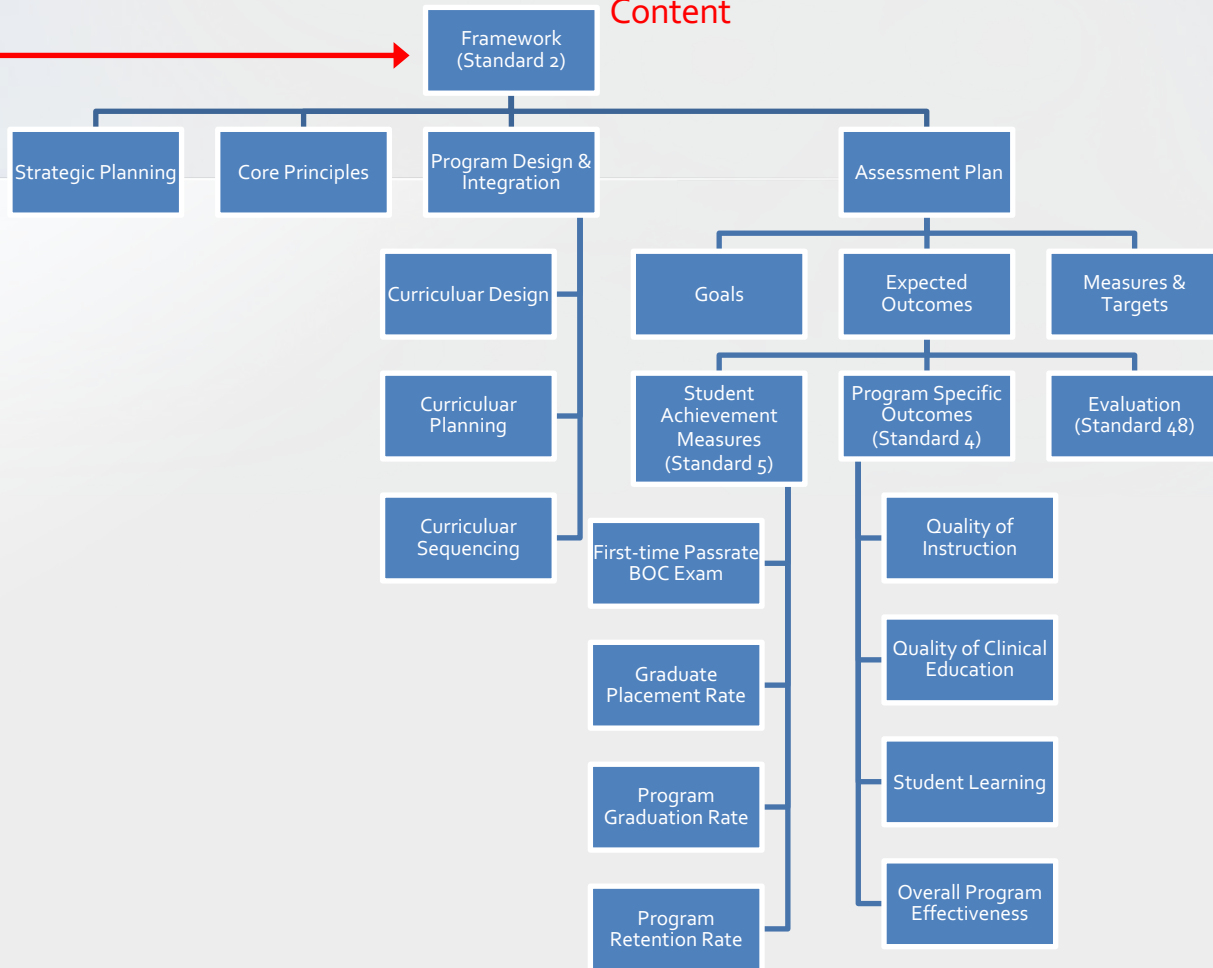 Content
Framework
(Standard 2)
Strategic Planning
Core Principles
Program Design &
Integration
Assessment Plan
Curriculuar Design
Curriculuar
Planning
Curriculuar
Sequencing
Goals
Expected
Outcomes
Measures &
Targets
Student
Achievement
Measures
(Standard 5)
First-time Passrate
BOC Exam
Graduate
Placement Rate
Program
Graduation Rate
Program
Retention Rate
Program Specific
Outcomes
(Standard 4)
Quality of
Instruction
Quality of Clinical
Education
Student Learning
Overall Program
Effectiveness
Evaluation
(Standard 48)